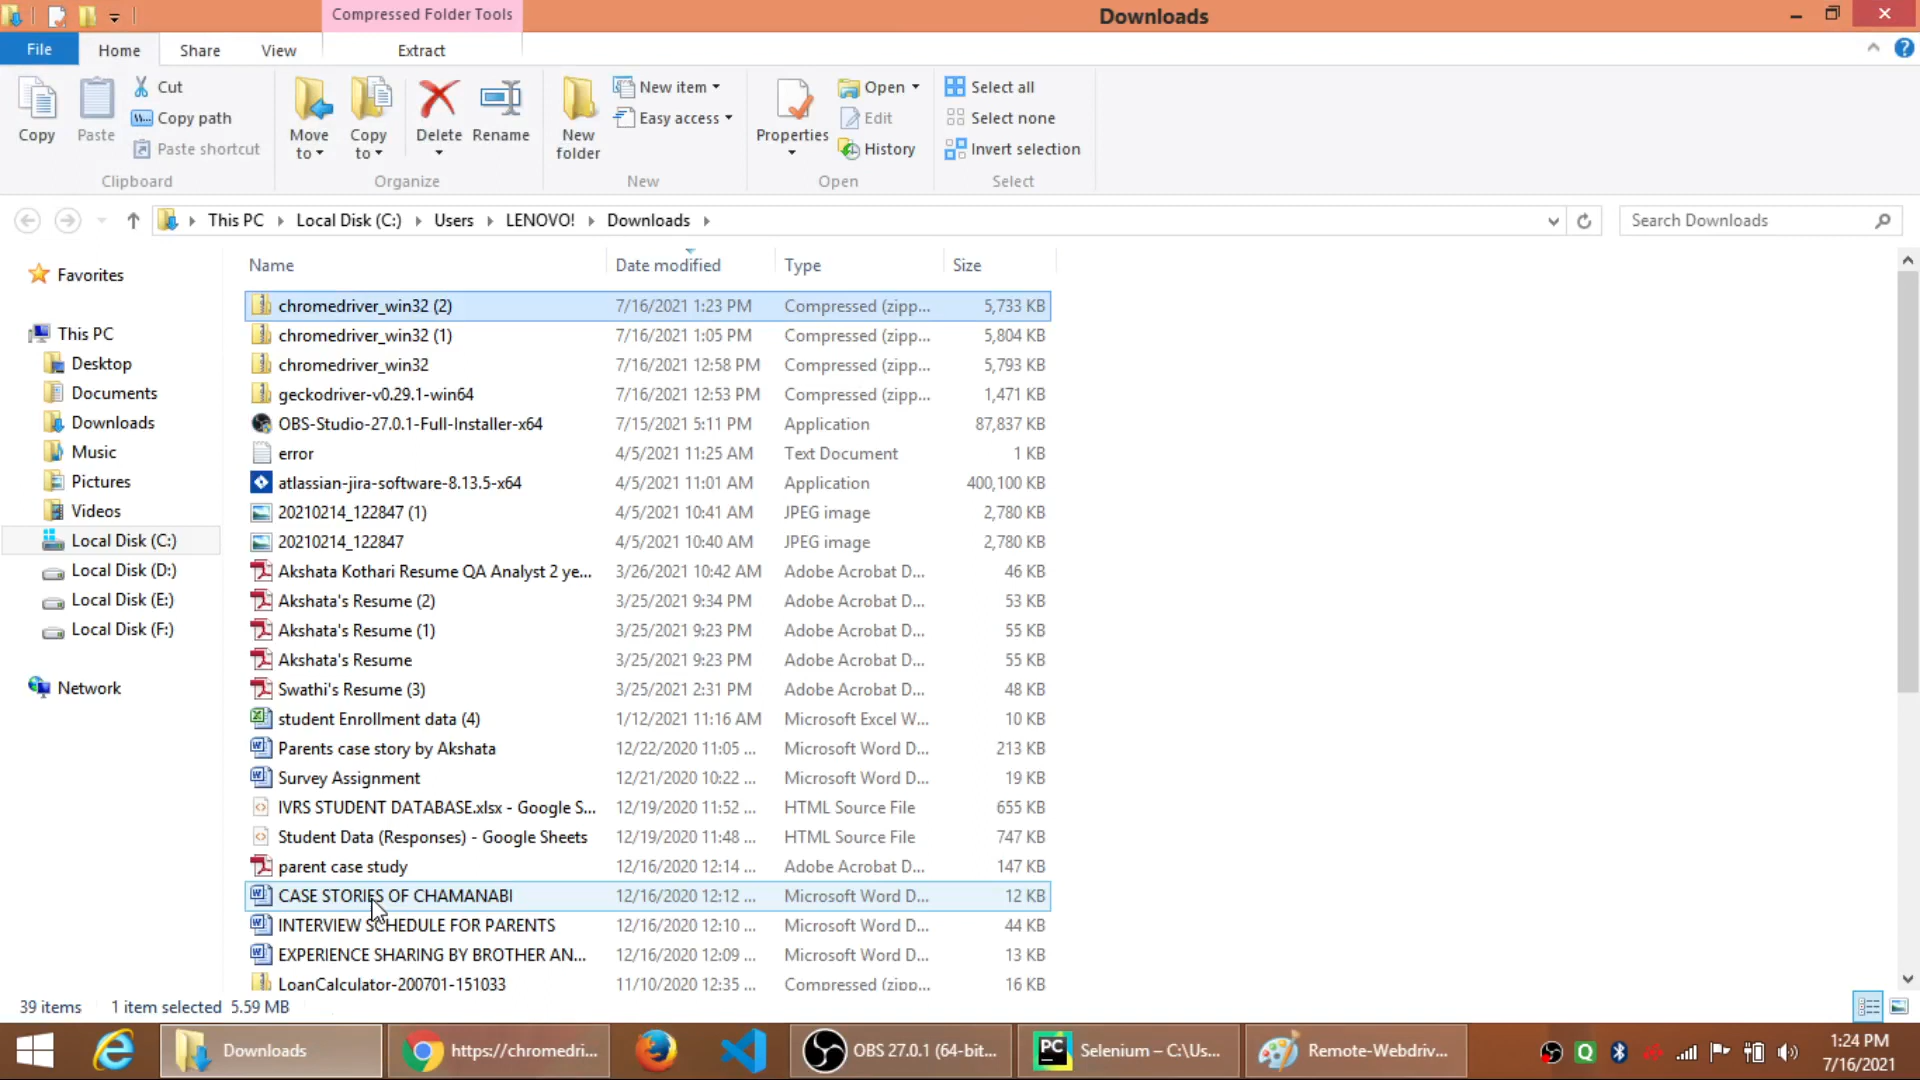 Compressed Folder Tools
Downloads
File
Home
Share
View
Extract
Copy
Paste
Cut
Copy path
Paste shortcut
Clipboard
Move to
Copy to
Delete
Rename
Organize
New folder
New item
Easy access
New
Properties
Open
Edit
History
Open
Select all
Select none
Invert selection
Select
This PC Local Disk (C:) Users LENOVO! Downloads
Search Downloads
Favorites
This PC
Desktop
Documents
Downloads
Music
Pictures
Videos
Local Disk (C:)
Local Disk (D:)
Local Disk (E:)
Local Disk (F:)
Network
Name Date modified Type Size
chromedriver_win32 (2) 7/16/2021 1:23 PM Compressed (zipp... 5,733 KB
chromedriver_win32 (1) 7/16/2021 1:05 PM Compressed (zipp... 5,804 KB
chromedriver_win32 7/16/2021 12:58 PM Compressed (zipp... 5,793 KB
geckodriver-v0.29.1-win64 7/16/2021 12:53 PM Compressed (zipp... 1,471 KB
OBS-Studio-27.0.1-Full-Installer-x64 7/15/2021 5:11 PM Application 87,837 KB
error 4/5/2021 11:25 AM Text Document 1 KB
atlassian-jira-software-8.13.5-x64 4/5/2021 11:01 AM Application 400,100 KB
20210214_122847 (1) 4/5/2021 10:41 AM JPEG image 2,780 KB
20210214_122847 4/5/2021 10:40 AM JPEG image 2,780 KB
Akshata Kothari Resume QA Analyst 2 ye... 3/26/2021 10:42 AM Adobe Acrobat D... 46 KB
Akshata's Resume (2) 3/25/2021 9:34 PM Adobe Acrobat D... 53 KB
Akshata's Resume (1) 3/25/2021 9:23 PM Adobe Acrobat D... 55 KB
Akshata's Resume 3/25/2021 9:23 PM Adobe Acrobat D... 55 KB
Swathi's Resume (3) 3/25/2021 2:31 PM Adobe Acrobat D... 48 KB
student Enrollment data (4) 1/12/2021 11:16 AM Microsoft Excel W... 10 KB
Parents case story by Akshata 12/22/2020 11:05 ... Microsoft Word D... 213 KB
Survey Assignment 12/21/2020 10:22 ... Microsoft Word D... 19 KB
IVRS STUDENT DATABASE.xlsx - Google S... 12/19/2020 11:52 ... HTML Source File 655 KB
Student Data (Responses) - Google Sheets 12/19/2020 11:48 ... HTML Source File 747 KB
parent case study 12/16/2020 12:14 ... Adobe Acrobat D... 147 KB
CASE STORIES OF CHAMANABI 12/16/2020 12:12 ... Microsoft Word D... 12 KB
INTERVIEW SCHEDULE FOR PARENTS 12/16/2020 12:10 ... Microsoft Word D... 44 KB
EXPERIENCE SHARING BY BROTHER AN... 12/16/2020 12:09 ... Microsoft Word D... 13 KB
LoanCalculator-200701-151033 11/10/2020 12:35 ... Compressed (zipp... 16 KB
39 items 1 item selected 5.59 MB
Downloads
https://chromedri...
OBS 27.0.1 (64-bit...
PC
Selenium – C:\Us...
Remote-Webdriv...
1:24 PM
7/16/2021